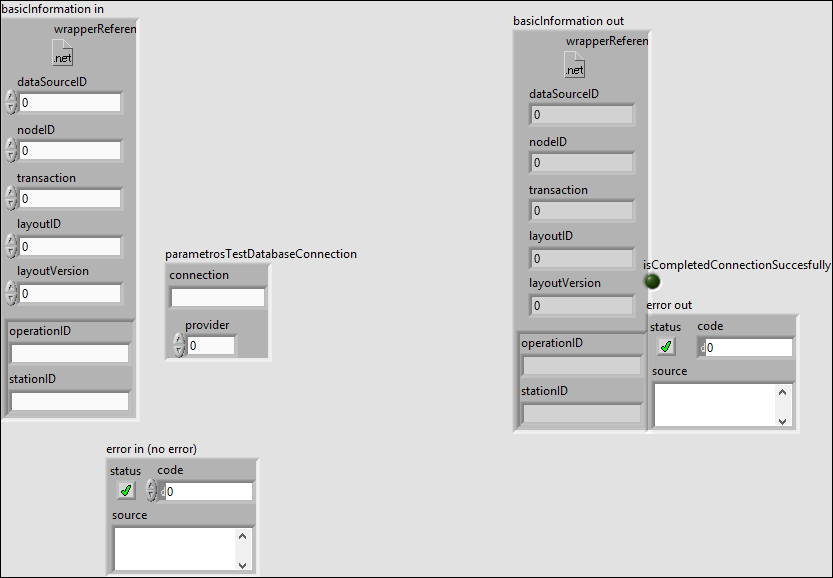 basicInformation in
wrapperReferen
.net
dataSourceID
0
nodeID
0
transaction
0
layoutID
0
layoutVersion
0
operationID
stationID
parametrosTestDatabaseConnection
connection
provider
0
error in (no error)
status
code
d
0
source
basicInformation out
wrapperReferen
.net
dataSourceID
0
nodeID
0
transaction
0
layoutID
0
layoutVersion
0
operationID
stationID
isCompletedConnectionSuccesfully
error out
status
code
d
0
source